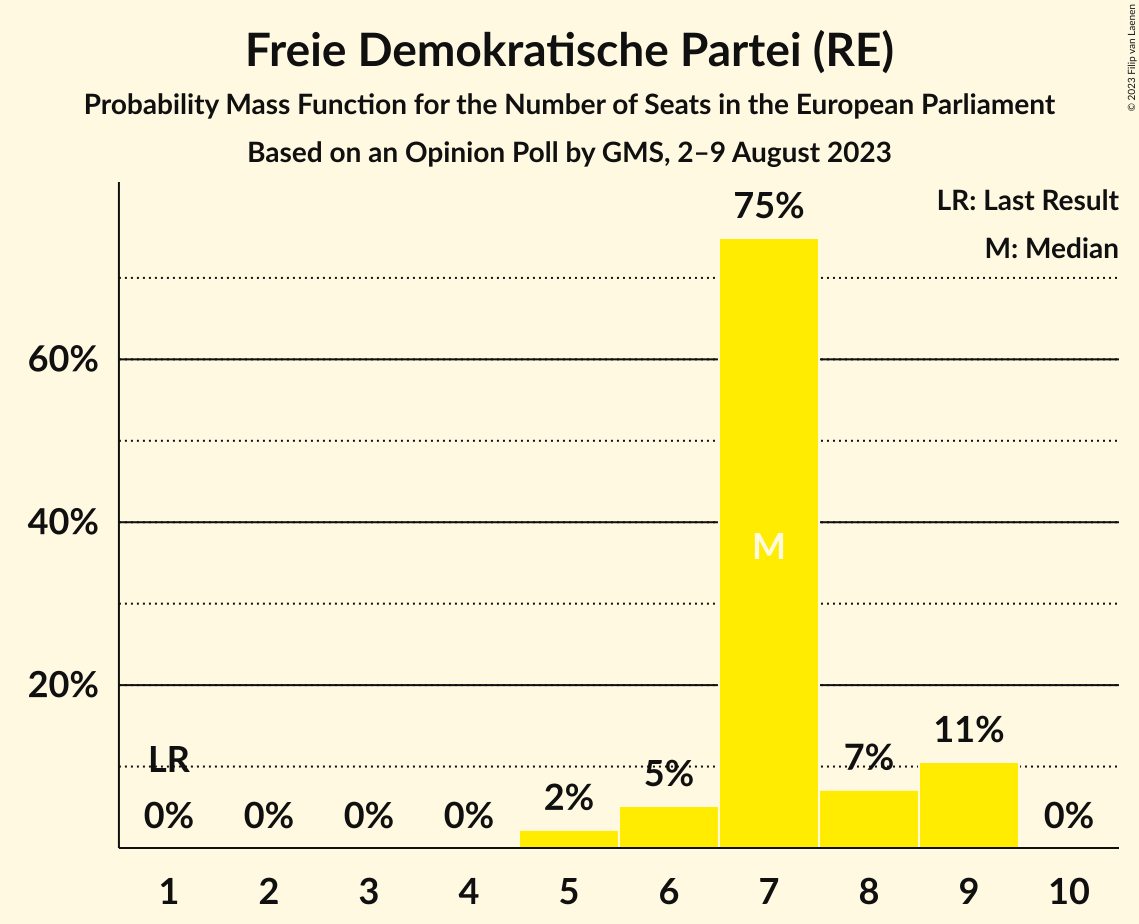 Freie Demokratische Partei (RE)
Probability Mass Function for the Number of Seats in the European Parliament
Based on an Opinion Poll by GMS, 2–9 August 2023
© 2023 Filip van Laenen
LR: Last Result
M: Median
75%
60%
40%
M
20%
11%
LR
7%
5%
2%
0%
0%
0%
0%
0%
1 2 3 4 5 6 7 8 9 10